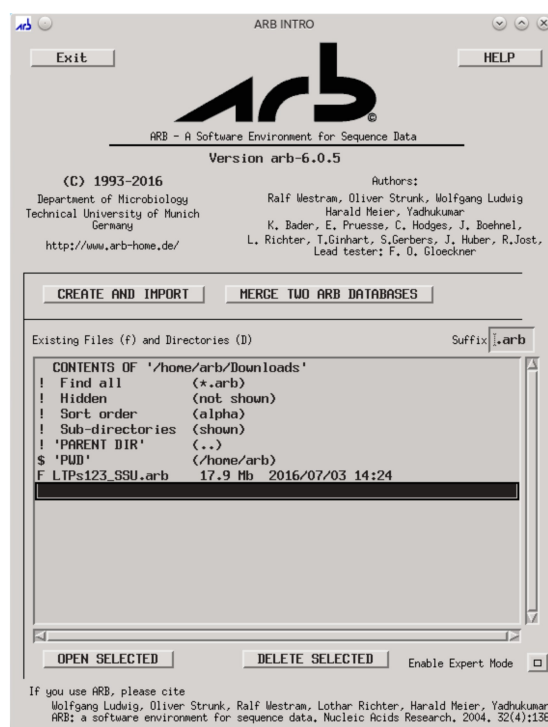 arb
ARB INTRO
Exit
HELP
arb ©
ARB - A Software Environment for Sequence Data
Version arb-6.0.5
(C) 1993-2016
Department of Microbiology
Technical University of Munich
Germany
http://www.arb-home.de/
Authors:
Ralf Westram, Oliver Strunk, Wolfgang Ludwig
Harald Meier, Yadhukumar
K. Bader, E. Pruesse, C. Hodges, J. Boehnel,
L. Richter, T.Ginhart, S.Gerbers, J. Huber, R.Jost,
Lead tester: F. O. Gloeckner
CREATE AND IMPORT
MERGE TWO ARB DATABASES
Existing Files (f) and Directories (D)
Suffix .arb
CONTENTS OF '/home/arb/Downloads'
! Find all (*.arb)
! Hidden (not shown)
! Sort order (alpha)
! Sub-directories (shown)
! 'PARENT DIR' (..)
$ 'PWD' (/home/arb)
F LTPs123_SSU.arb 17.9 Mb 2016/07/03 14:24
OPEN SELECTED
DELETE SELECTED
Enable Expert Mode
If you use ARB, please cite
Wolfgang Ludwig, Oliver Strunk, Ralf Westram, Lothar Richter, Harald Meier, Yadhukumar
ARB: a software environment for sequence data. Nucleic Acids Research. 2004. 32(4):